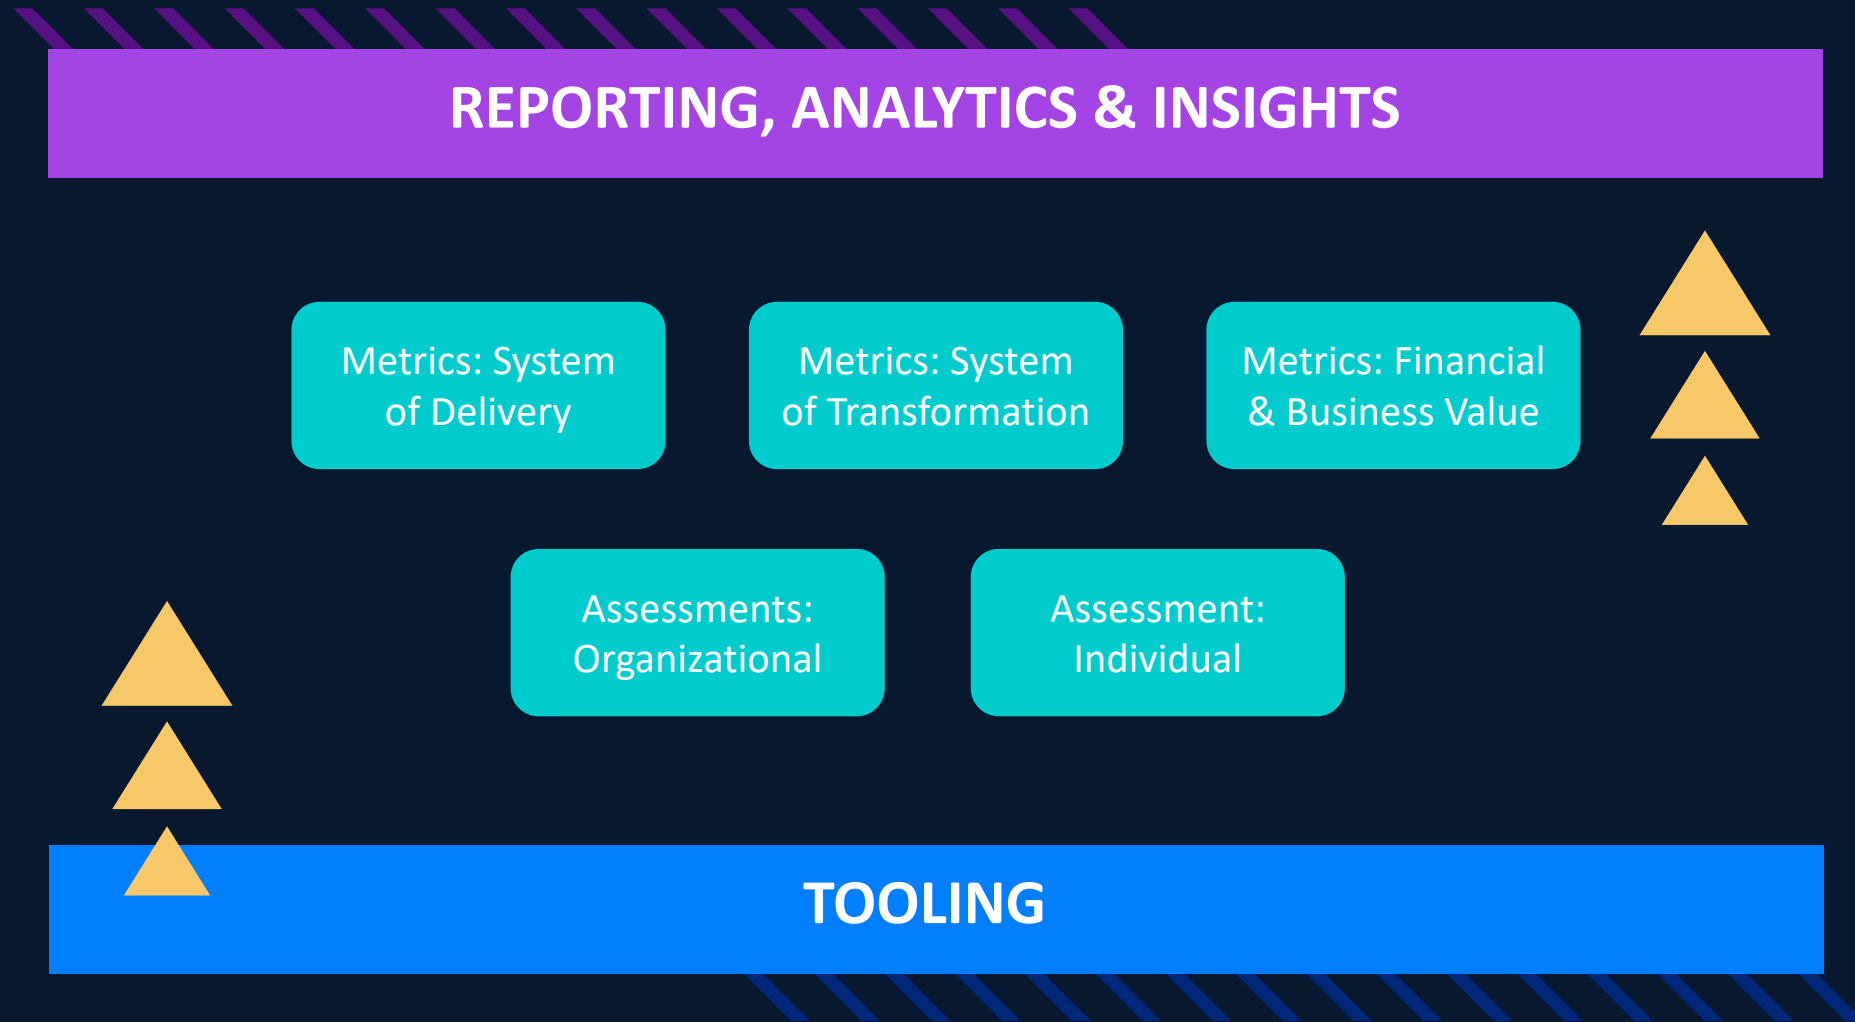 REPORTING, ANALYTICS & INSIGHTS
Metrics: System
of Delivery
Metrics: System
of Transformation
Metrics: Financial
& Business Value
Assessments:
Organizational
Assessment:
Individual
TOOLING